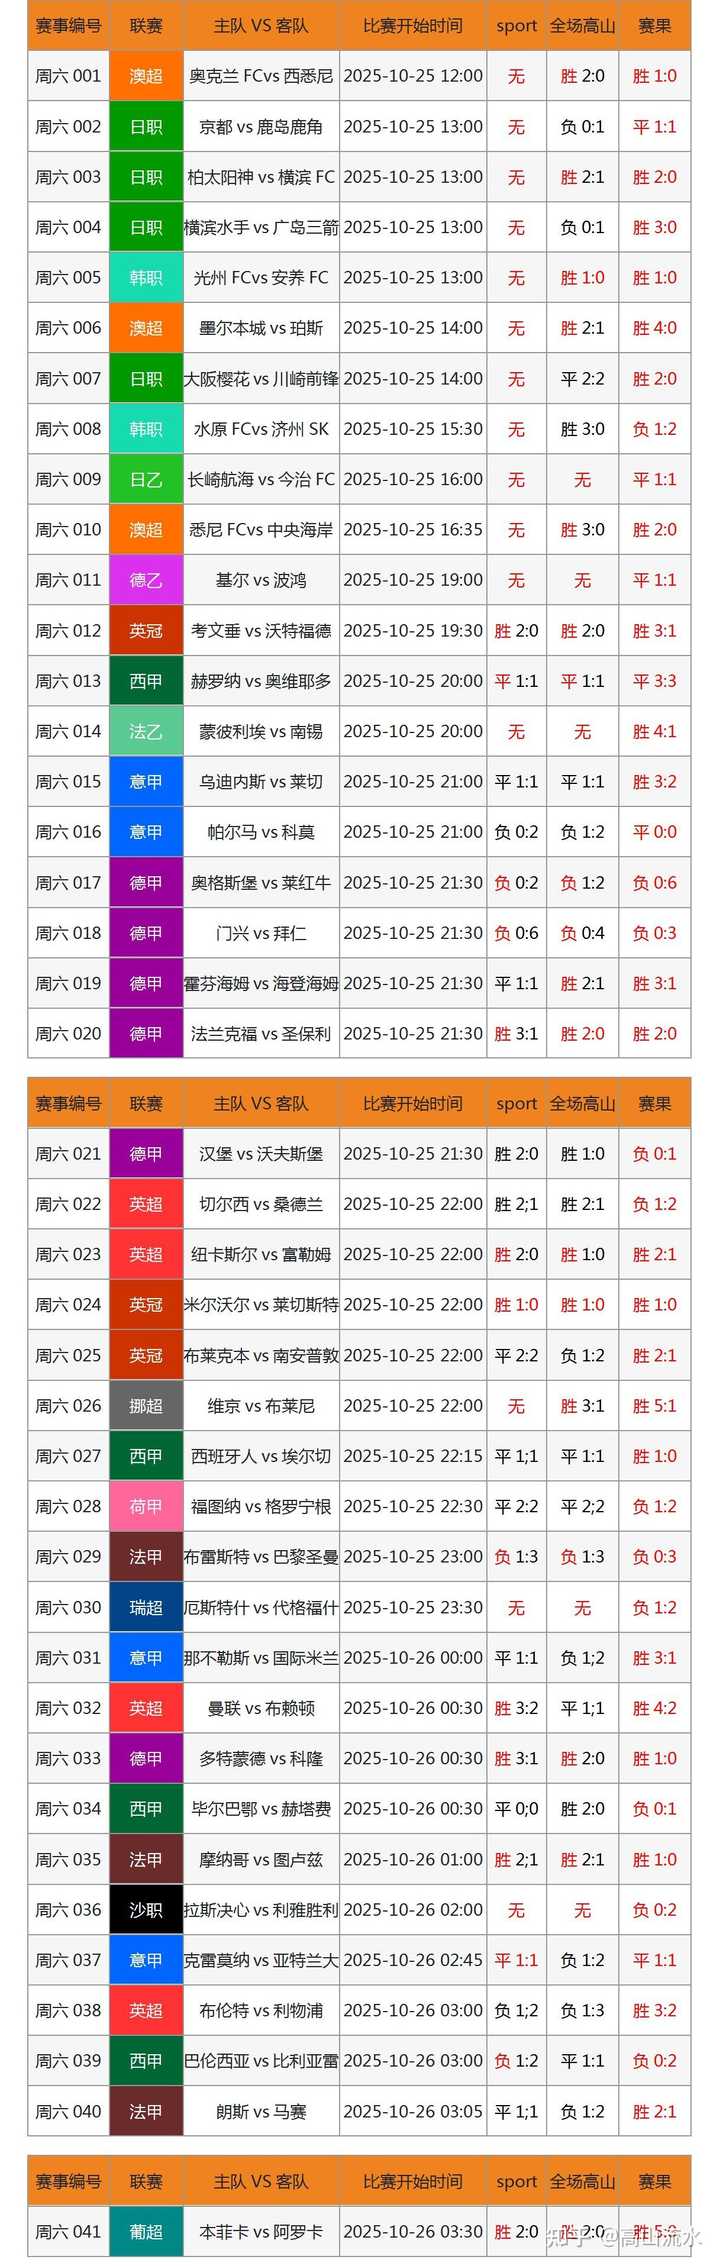 赛事编号 联赛 主队 VS 客队 比赛开始时间 sport 全场高山 赛果
周六 001 澳超 奥克兰 FCvs 西悉尼 2025-10-25 12:00 无 胜 2:0 胜 1:0
周六 002 日职 京都 vs 鹿岛鹿角 2025-10-25 13:00 无 负 0:1 平 1:1
周六 003 日职 柏太阳神 vs 横滨 FC 2025-10-25 13:00 无 胜 2:1 胜 2:0
周六 004 日职 横滨水手 vs 广岛三箭 2025-10-25 13:00 无 负 0:1 胜 3:0
周六 005 韩职 光州 FCvs 安养 FC 2025-10-25 13:00 无 胜 1:0 胜 1:0
周六 006 澳超 墨尔本城 vs 珀斯 2025-10-25 14:00 无 胜 2:1 胜 4:0
周六 007 日职 大阪樱花 vs 川崎前锋 2025-10-25 14:00 无 平 2:2 胜 2:0
周六 008 韩职 水原 FCvs 济州 SK 2025-10-25 15:30 无 胜 3:0 负 1:2
周六 009 日乙 长崎航海 vs 今治 FC 2025-10-25 16:00 无 无 平 1:1
周六 010 澳超 悉尼 FCvs 中央海岸 2025-10-25 16:35 无 胜 3:0 胜 2:0
周六 011 德乙 基尔 vs 波鸿 2025-10-25 19:00 无 无 平 1:1
周六 012 英冠 考文垂 vs 沃特福德 2025-10-25 19:30 胜 2:0 胜 2:0 胜 3:1
周六 013 西甲 赫罗纳 vs 奥维耶多 2025-10-25 20:00 平 1:1 平 1:1 平 3:3
周六 014 法乙 蒙彼利埃 vs 南锡 2025-10-25 20:00 无 无 胜 4:1
周六 015 意甲 乌迪内斯 vs 莱切 2025-10-25 21:00 平 1:1 平 1:1 胜 3:2
周六 016 意甲 帕尔马 vs 科莫 2025-10-25 21:00 负 0:2 负 1:2 平 0:0
周六 017 德甲 奥格斯堡 vs 莱红牛 2025-10-25 21:30 负 0:2 负 1:2 负 0:6
周六 018 德甲 门兴 vs 拜仁 2025-10-25 21:30 负 0:6 负 0:4 负 0:3
周六 019 德甲 霍芬海姆 vs 海登海姆 2025-10-25 21:30 平 1:1 胜 2:1 胜 3:1
周六 020 德甲 法兰克福 vs 圣保利 2025-10-25 21:30 胜 3:1 胜 2:0 胜 2:0
赛事编号 联赛 主队 VS 客队 比赛开始时间 sport 全场高山 赛果
周六 021 德甲 汉堡 vs 沃夫斯堡 2025-10-25 21:30 胜 2:0 胜 1:0 负 0:1
周六 022 英超 切尔西 vs 桑德兰 2025-10-25 22:00 胜 2;1 胜 2:1 负 1:2
周六 023 英超 纽卡斯尔 vs 富勒姆 2025-10-25 22:00 胜 2:0 胜 1:0 胜 2:1
周六 024 英冠 米尔沃尔 vs 莱切斯特 2025-10-25 22:00 胜 1:0 胜 1:0 胜 1:0
周六 025 英冠 布莱克本 vs 南安普敦 2025-10-25 22:00 平 2:2 负 1:2 胜 2:1
周六 026 挪超 维京 vs 布莱尼 2025-10-25 22:00 无 胜 3:1 胜 5:1
周六 027 西甲 西班牙人 vs 埃尔切 2025-10-25 22:15 平 1;1 平 1:1 胜 1:0
周六 028 荷甲 福图纳 vs 格罗宁根 2025-10-25 22:30 平 2:2 平 2;2 负 1:2
周六 029 法甲 布雷斯特 vs 巴黎圣曼 2025-10-25 23:00 负 1:3 负 1:3 负 0:3
周六 030 瑞超 厄斯特什 vs 代格福什 2025-10-25 23:30 无 无 负 1:2
周六 031 意甲 那不勒斯 vs 国际米兰 2025-10-26 00:00 平 1:1 负 1;2 胜 3:1
周六 032 英超 曼联 vs 布赖顿 2025-10-26 00:30 胜 3:2 平 1;1 胜 4:2
周六 033 德甲 多特蒙德 vs 科隆 2025-10-26 00:30 胜 3:1 胜 2:0 胜 1:0
周六 034 西甲 毕尔巴鄂 vs 赫塔费 2025-10-26 00:30 平 0;0 胜 2:0 负 0:1
周六 035 法甲 摩纳哥 vs 图卢兹 2025-10-26 01:00 胜 2;1 胜 2:1 胜 1:0
周六 036 沙职 拉斯决心 vs 利雅胜利 2025-10-26 02:00 无 无 负 0:2
周六 037 意甲 克雷莫纳 vs 亚特兰大 2025-10-26 02:45 平 1:1 负 1:2 平 1:1
周六 038 英超 布伦特 vs 利物浦 2025-10-26 03:00 负 1;2 负 1:3 胜 3:2
周六 039 西甲 巴伦西亚 vs 比利亚雷 2025-10-26 03:00 负 1:2 平 1:1 负 0:2
周六 040 法甲 朗斯 vs 马赛 2025-10-26 03:05 平 1;1 负 1:2 胜 2:1
赛事编号 联赛 主队 VS 客队 比赛开始时间 sport 全场高山 赛果
周六 041 葡超 本菲卡 vs 阿罗卡 2025-10-26 03:30 胜 2:0 胜 2:0 胜 5:0
知乎 @高山流水